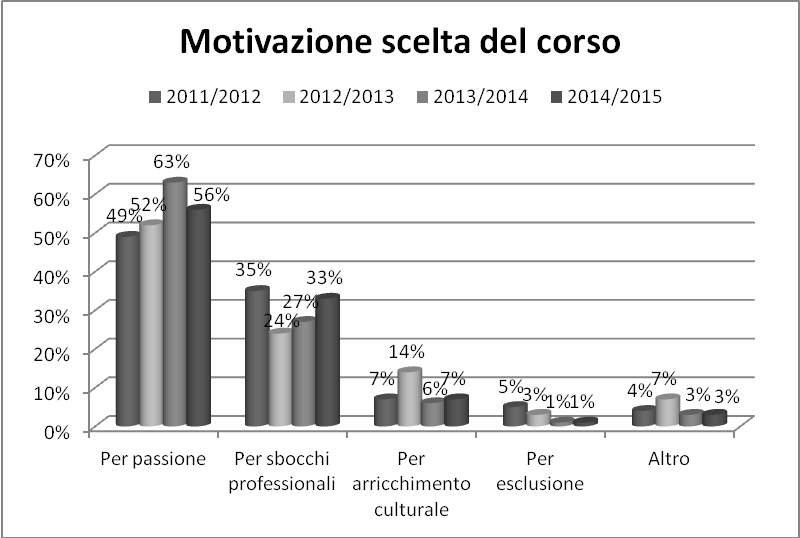 Motivazione scelta del corso
2011/2012 2012/2013 2013/2014 2014/2015
70%
60%
50%
40%
30%
20%
10%
0%
49% 52% 63% 56%
35% 24% 27% 33%
7% 14% 6% 7%
5% 3% 1% 1%
4% 7% 3% 3%
Per passione
Per sbocchi
professionali
Per
arricchimento
culturale
Per
esclusione
Altro